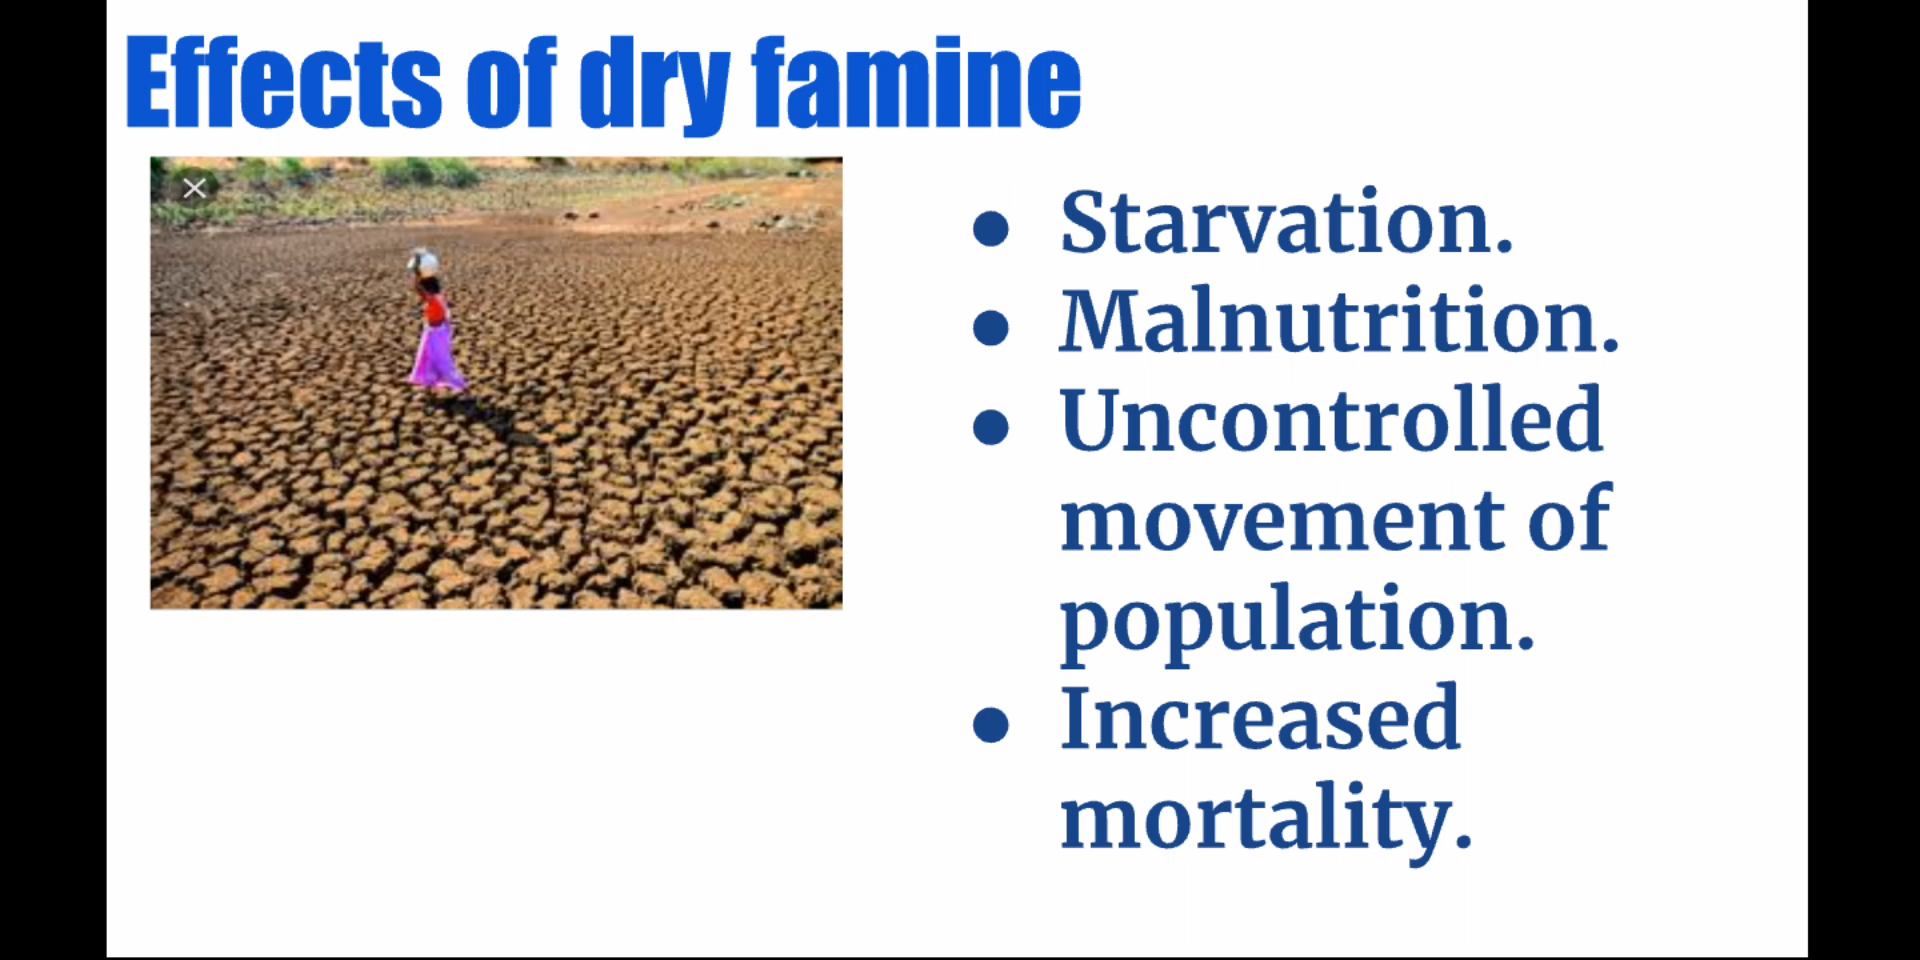 Effects of dry famine
● Starvation.
● Malnutrition.
● Uncontrolled
movement of
population.
● Increased
mortality.